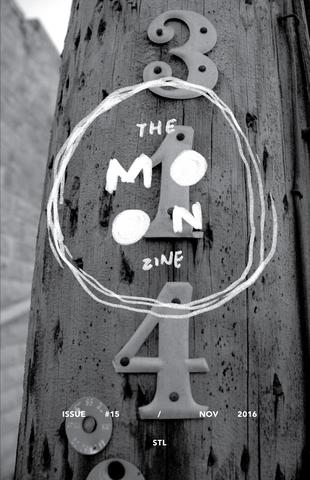 3
THE
MO
1
ON
ZINE
4
ISSUE #15 / NOV 2016
STL